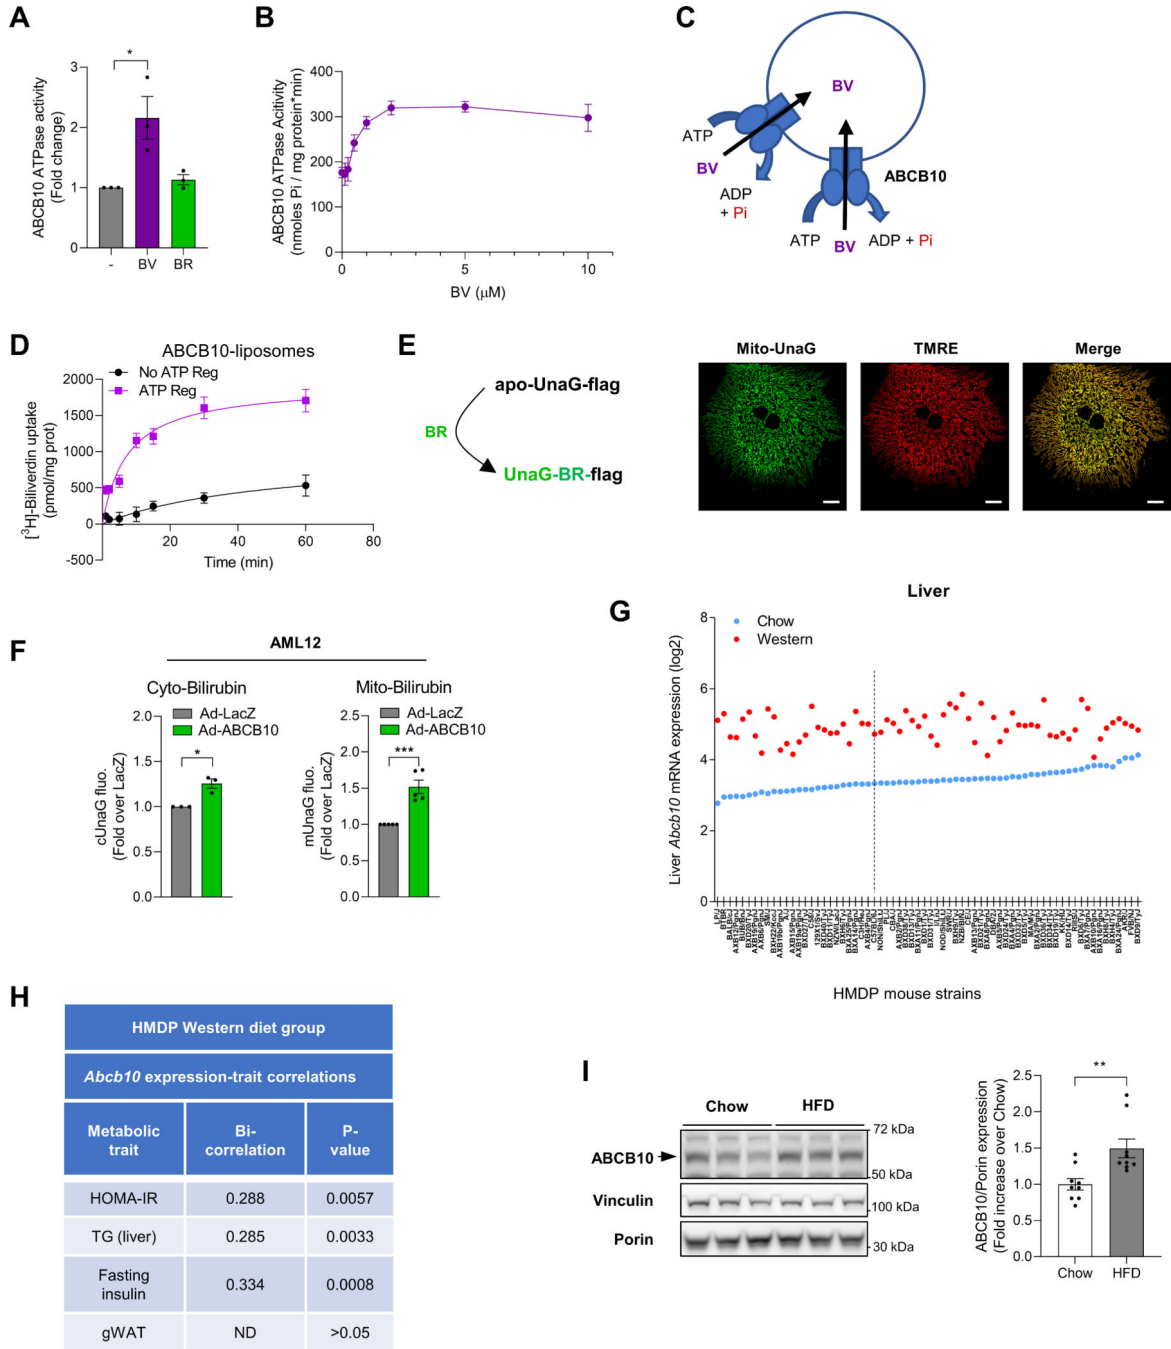 A
ABCB10 ATPase activity
(Fold change)
3
2
1
0
*
-
BV
BR
B
ABCB10 ATPase Acitivity
(nmoles Pi / mg protein*min)
400
300
200
100
0
0
5
10
BV (μM)
C
BV
ATP
BV
ADP
+ Pi
ABCB10
ATP
BV
ADP + Pi
D
ABCB10-liposomes
No ATP Reg
ATP Reg
[³H]-Biliverdin uptake
(pmol/mg prot)
2000
1500
1000
500
0
-500
20
40
60
80
Time (min)
E
apo-UnaG-flag
BR
UnaG-BR-flag
Mito-UnaG
TMRE
Merge
F
AML12
Cyto-Bilirubin
Ad-LacZ
Ad-ABCB10
cUnaG fluo.
(Fold over LacZ)
2.0
1.5
1.0
0.5
0.0
*
Mito-Bilirubin
Ad-LacZ
Ad-ABCB10
mUnaG fluo.
(Fold over LacZ)
2.5
2.0
1.5
1.0
0.5
0.0
***
G
Liver
Chow
Western
Liver Abcb10 mRNA expression (log2)
8
6
4
2
0
HMDP mouse strains
H
HMDP Western diet group
Abcb10 expression-trait correlations
Metabolic trait
Bi-correlation
P-value
HOMA-IR 0.288 0.0057
TG (liver) 0.285 0.0033
Fasting insulin 0.334 0.0008
gWAT ND >0.05
I
Chow
HFD
72 kDa
ABCB10
50 kDa
Vinculin
100 kDa
Porin
30 kDa
ABCB10/Porin expression
(Fold increase over Chow)
2.5
2.0
1.5
1.0
0.5
0.0
**
Chow
HFD